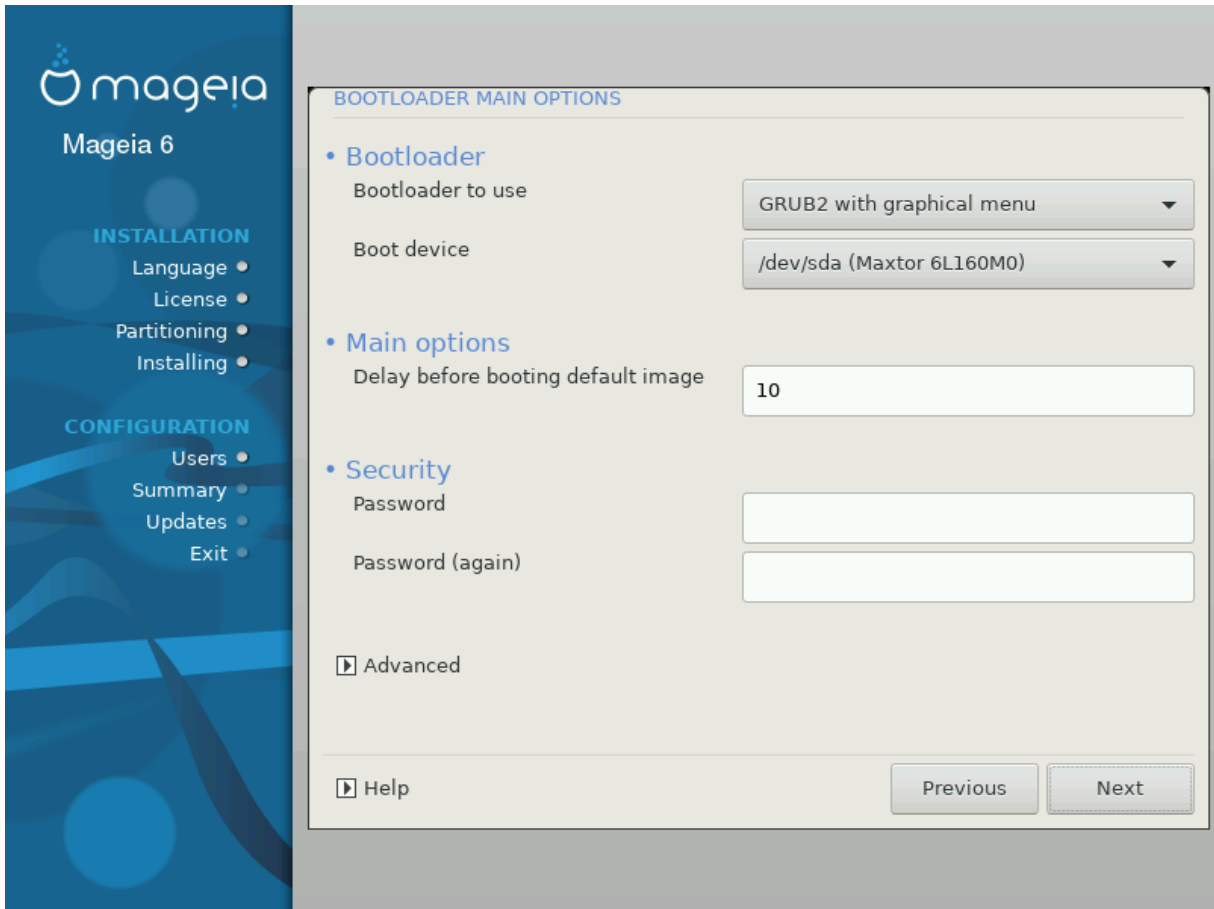 mageia
Mageia 6
INSTALLATION
Language
License
Partitioning
Installing
CONFIGURATION
Users
Summary
Updates
Exit
BOOTLOADER MAIN OPTIONS
• Bootloader
Bootloader to use
GRUB2 with graphical menu
Boot device
/dev/sda (Maxtor 6L160M0)
• Main options
Delay before booting default image
10
• Security
Password
Password (again)
Advanced
Help
Previous
Next